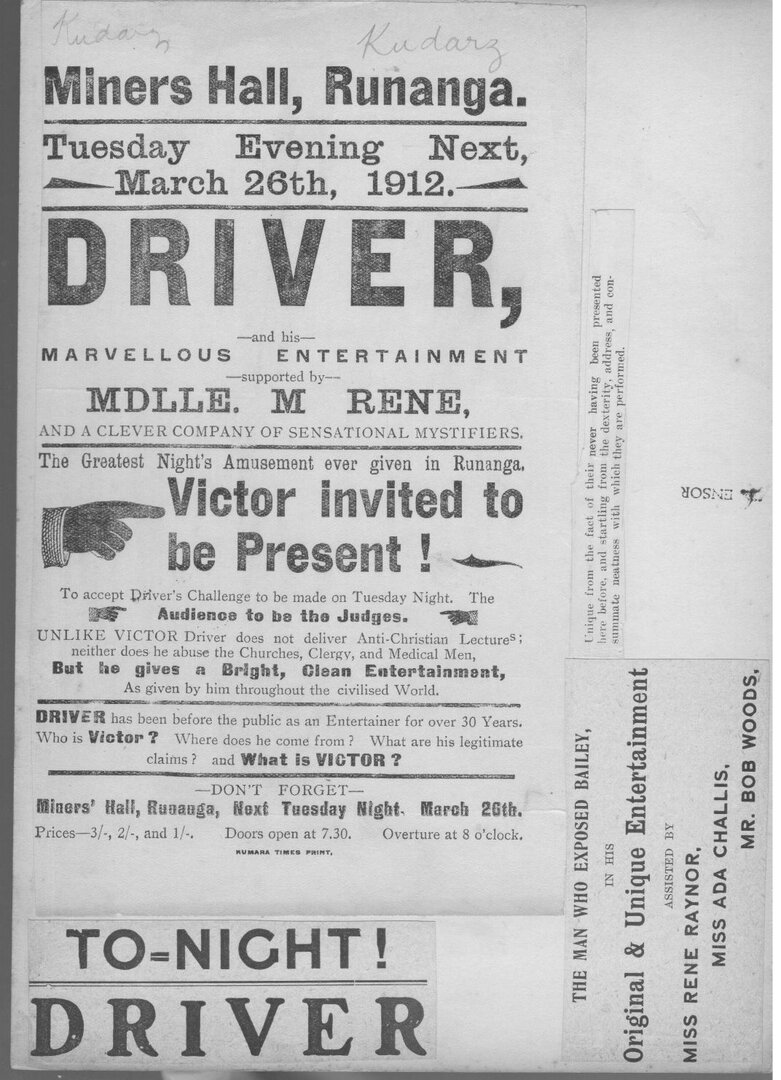 Kudarz Kudarz
Miners Hall, Runanga.
Tuesday Evening Next,
March 26th, 1912.
DRIVER,
—and his—
MARVELLOUS ENTERTAINMENT
—supported by—
MDLLE. M RENE,
AND A CLEVER COMPANY OF SENSATIONAL MYSTIFIERS.
The Greatest Night's Amusement ever given in Runanga.
Victor invited to
be Present !
To accept Driver's Challenge to be made on Tuesday Night. The
Audience to be the Judges.
UNLIKE VICTOR Driver does not deliver Anti-Christian Lectures;
neither does he abuse the Churches, Clergy, and Medical Men,
But he gives a Bright, Clean Entertainment,
As given by him throughout the civilised World.
DRIVER has been before the public as an Entertainer for over 30 Years.
Who is Victor? Where does he come from? What are his legitimate
claims? and What is VICTOR?
—DON'T FORGET—
Miners' Hall, Runanga, Next Tuesday Night, March 26th.
Prices—3/-, 2/-, and 1/-. Doors open at 7.30. Overture at 8 o'clock.
KUMARA TIMES PRINT.
TO=NIGHT!
DRIVER
Unique from the fact of their never having been presented
here before, and startling from the dexterity, address, and con-
summate neatness with which they are performed.
ENSOR
THE MAN WHO EXPOSED BAILEY,
IN HIS
Original & Unique Entertainment
ASSISTED BY
MISS RENE RAYNOR,
MISS ADA CHALLIS,
MR. BOB WOODS,